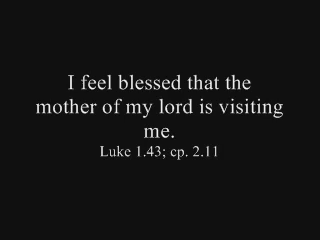 I feel blessed that the
mother of my lord is visiting
me.
Luke 1.43; cp. 2.11